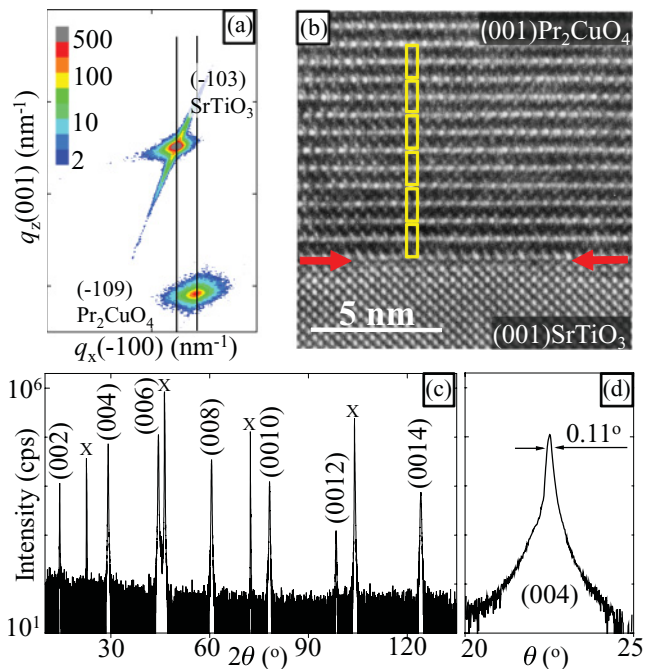 (a)
500
100
10
2
(-103)
SrTiO₃
(-109)
Pr₂CuO₄
q_z(001) (nm⁻¹)
q_x(-100) (nm⁻¹)
(b)
(001)Pr₂CuO₄
5 nm
(001)SrTiO₃
(c)
10⁶
10¹
Intensity (cps)
(002)
x
(004)
(006)
x
(008)
x
(0010)
(0012)
x
(0014)
30
60
90
120
2θ (°)
(d)
0.11°
(004)
20
25
θ (°)